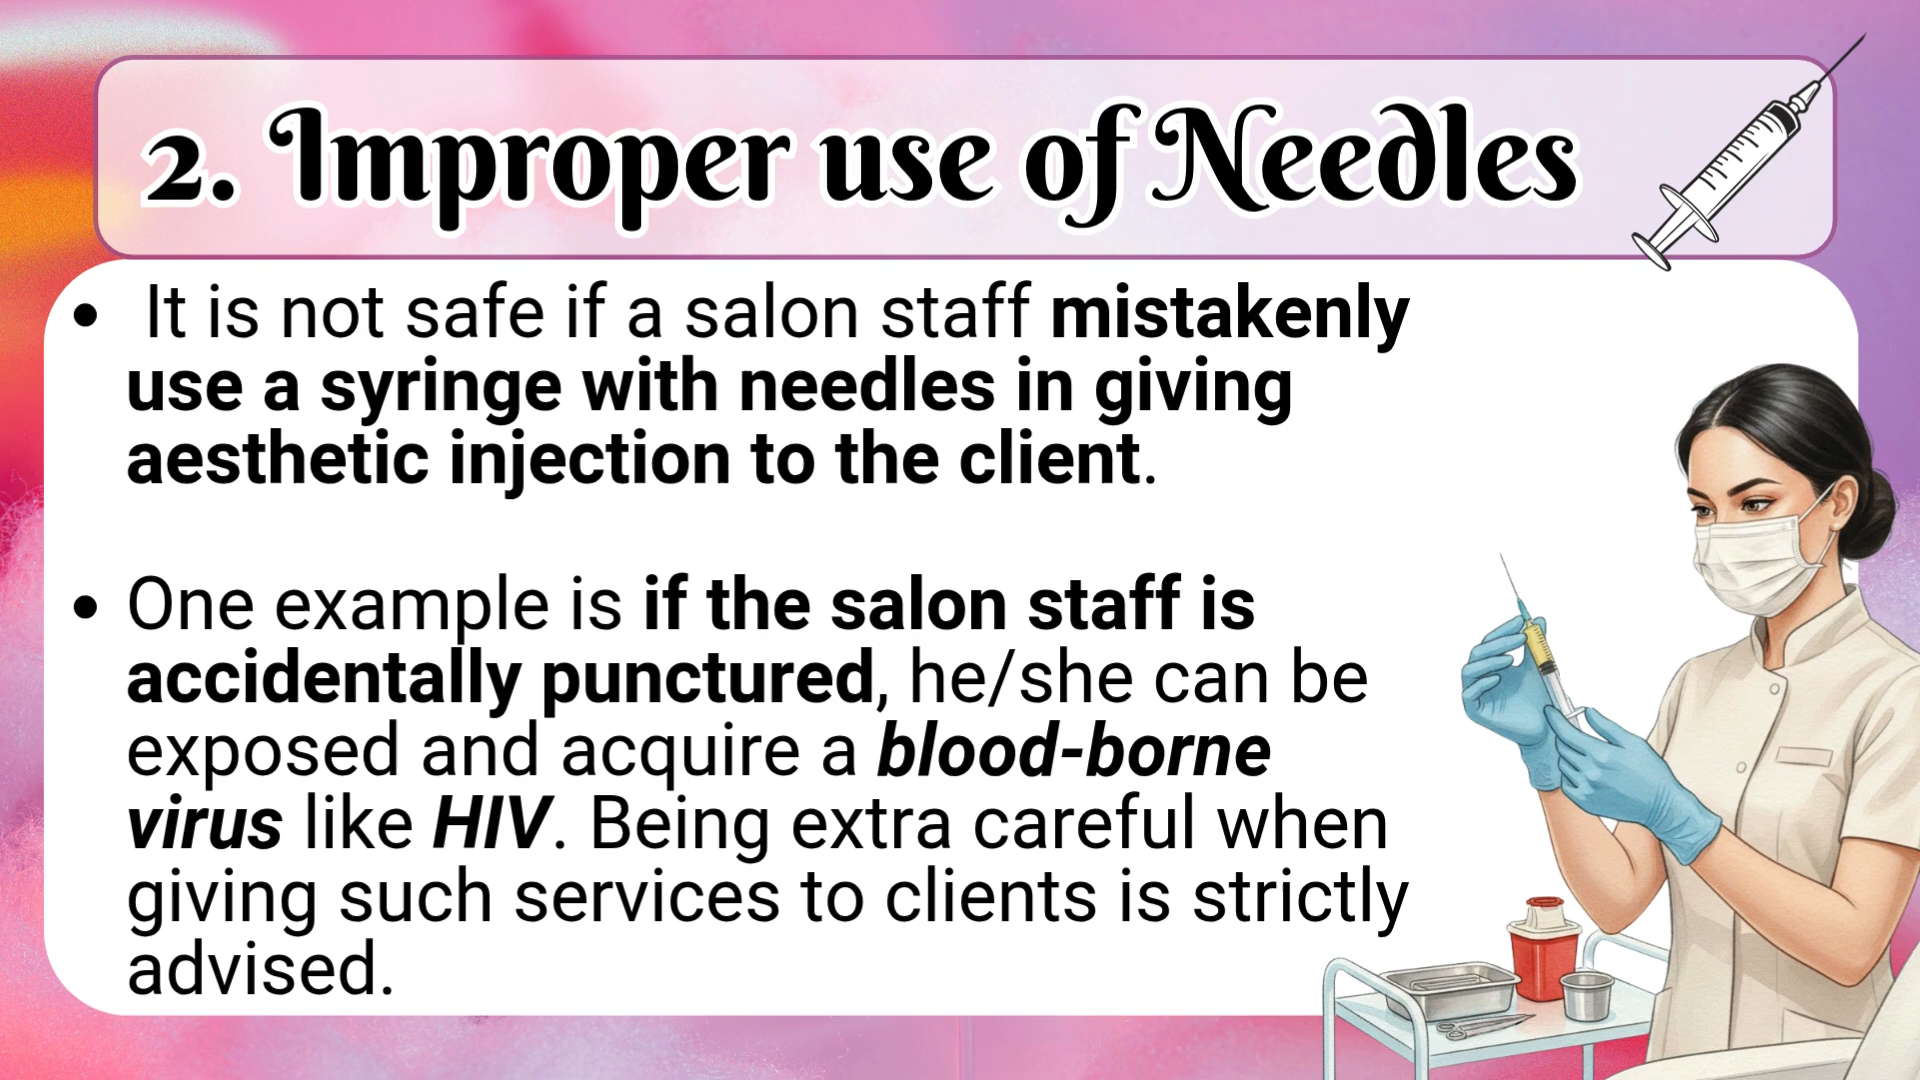 2. Improper use of Needles
• It is not safe if a salon staff mistakenly
use a syringe with needles in giving
aesthetic injection to the client.
• One example is if the salon staff is
accidentally punctured, he/she can be
exposed and acquire a blood-borne
virus like HIV. Being extra careful when
giving such services to clients is strictly
advised.